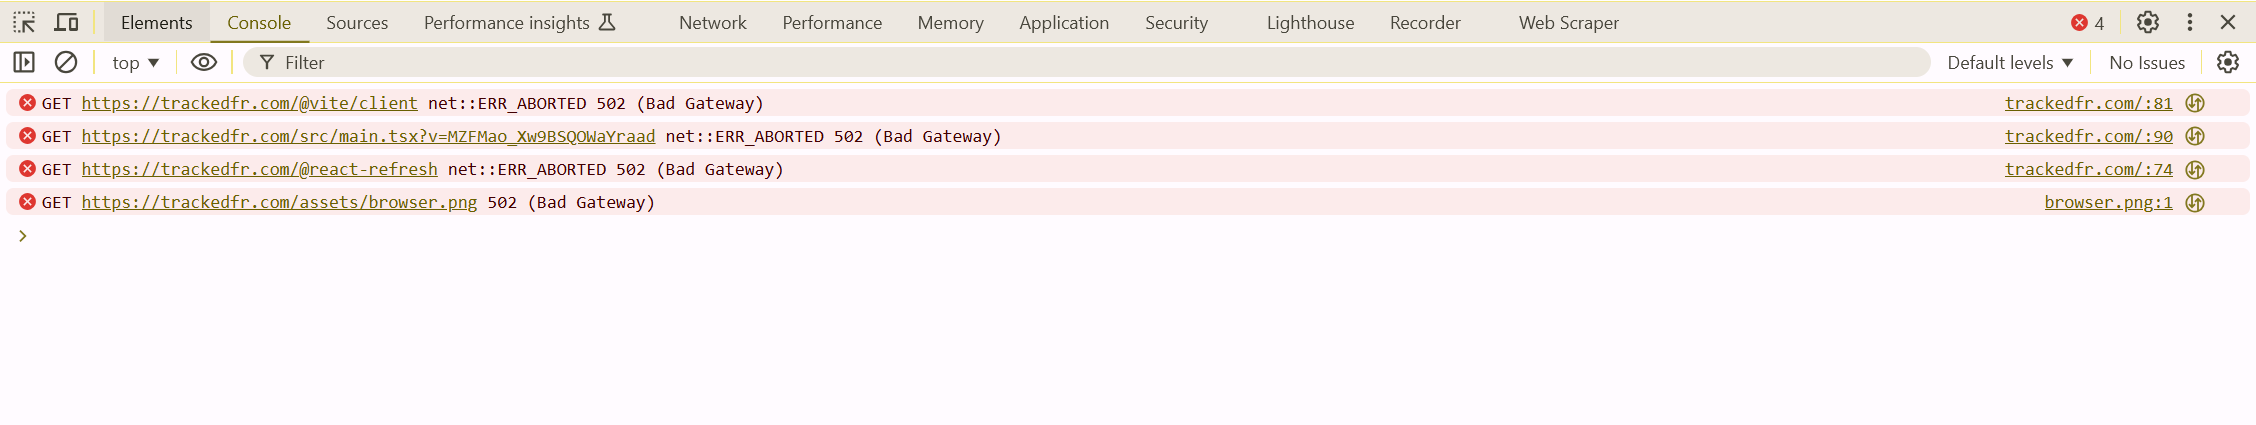 Elements Console Sources Performance insights Network Performance Memory Application Security Lighthouse Recorder Web Scraper 4
top Filter Default levels No Issues
GET https://trackedfr.com/@vite/client net::ERR_ABORTED 502 (Bad Gateway) trackedfr.com/:81
GET https://trackedfr.com/src/main.tsx?v=MZFMao_Xw9BSQOWaYraad net::ERR_ABORTED 502 (Bad Gateway) trackedfr.com/:90
GET https://trackedfr.com/@react-refresh net::ERR_ABORTED 502 (Bad Gateway) trackedfr.com/:74
GET https://trackedfr.com/assets/browser.png 502 (Bad Gateway) browser.png:1